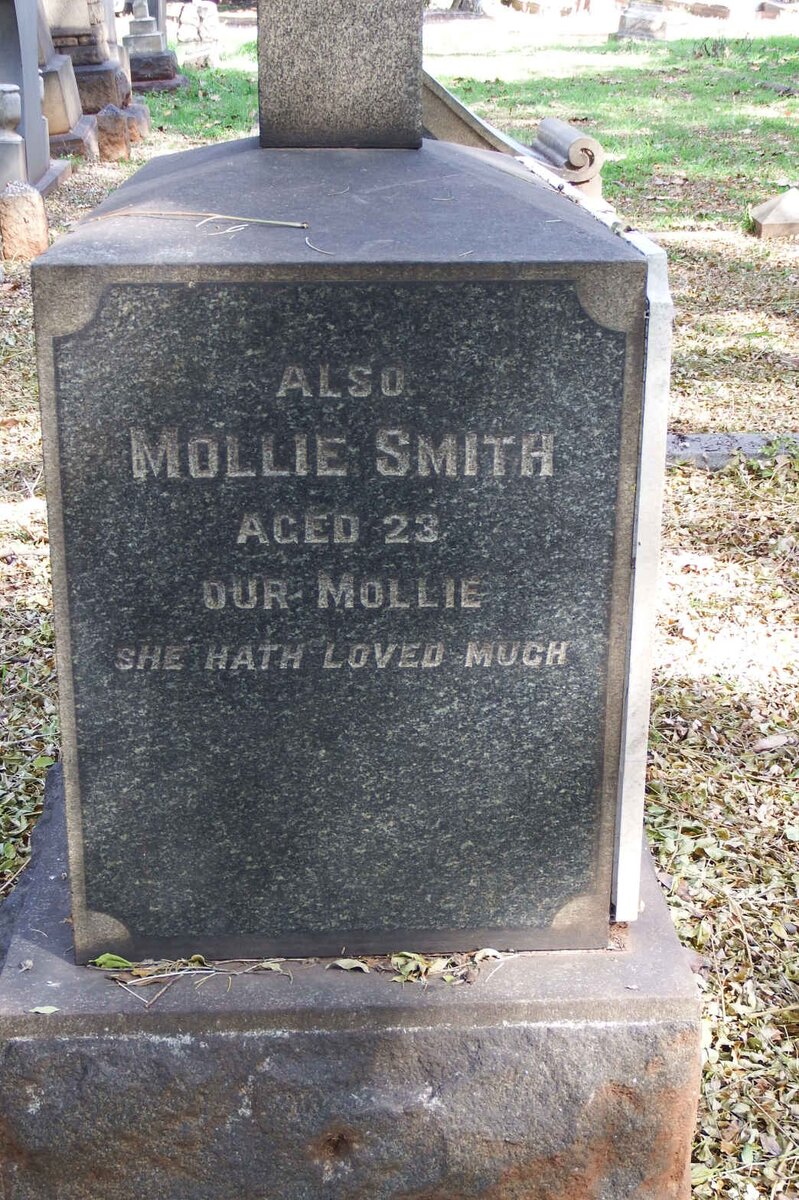 ALSO
MOLLIE SMITH
AGED 23
OUR MOLLIE
SHE HATH LOVED MUCH